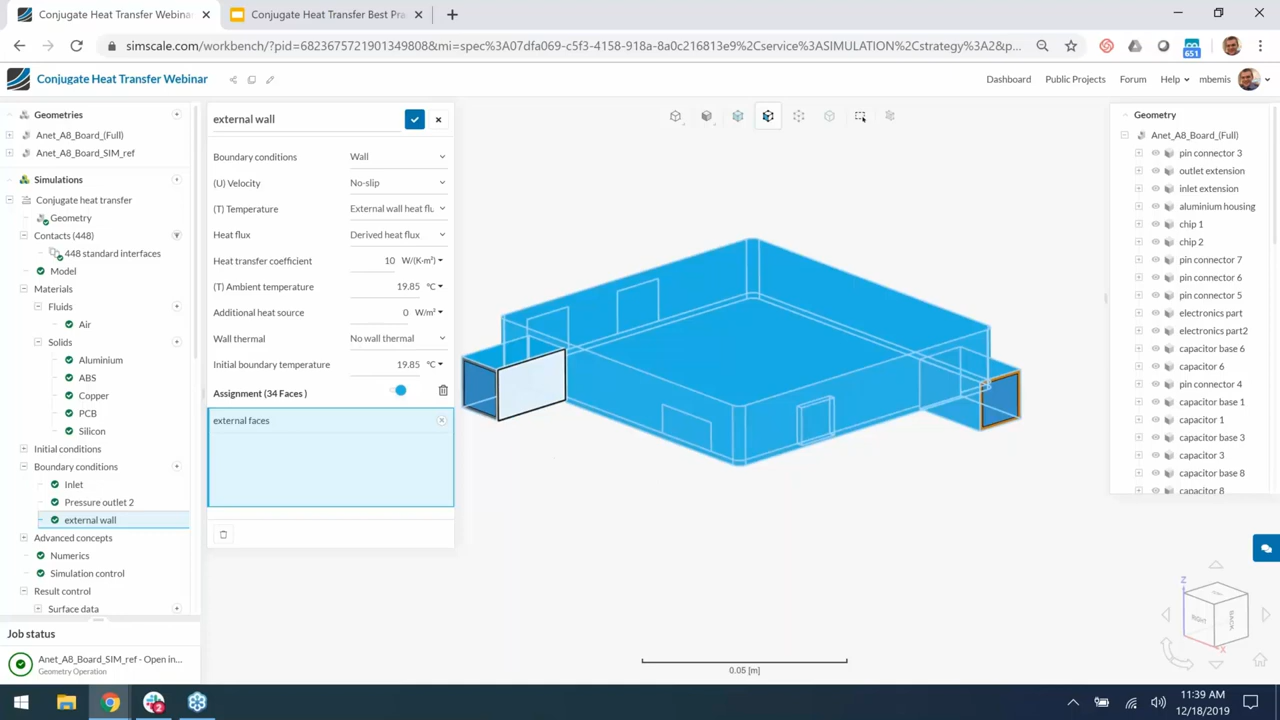 Conjugate Heat Transfer Webinar
Conjugate Heat Transfer Best Pra
simscale.com/workbench/?pid=6823675721901349808&mi=spec%3A07dfa069-c5f3-4158-918a-8a0c216813e9%2Cservice%3ASIMULATION%2Cstrategy%3A2&p...
651
Conjugate Heat Transfer Webinar
Dashboard Public Projects Forum Help mbemis
Geometries
Anet_A8_Board_(Full)
Anet_A8_Board_SIM_ref
Simulations
Conjugate heat transfer
Geometry
Contacts (448)
448 standard interfaces
Model
Materials
Fluids
Air
Solids
Aluminium
ABS
Copper
PCB
Silicon
Initial conditions
Boundary conditions
Inlet
Pressure outlet 2
external wall
Advanced concepts
Numerics
Simulation control
Result control
Surface data
Job status
Anet_A8_Board_SIM_ref - Open in...
Geometry Operation
external wall
Boundary conditions Wall
(U) Velocity No-slip
(T) Temperature External wall heat flu
Heat flux Derived heat flux
Heat transfer coefficient 10 W/(K·m²)
(T) Ambient temperature 19.85 °C
Additional heat source 0 W/m²
Wall thermal No wall thermal
Initial boundary temperature 19.85 °C
Assignment (34 Faces )
external faces
Geometry
Anet_A8_Board_(Full)
pin connector 3
outlet extension
inlet extension
aluminium housing
chip 1
chip 2
pin connector 7
pin connector 6
pin connector 5
electronics part
electronics part2
capacitor base 6
capacitor 6
pin connector 4
capacitor base 1
capacitor 1
capacitor base 3
capacitor 3
capacitor base 8
capacitor 8
0.05 [m]
Z
RIGHT
BACK
X
2
11:39 AM
12/18/2019